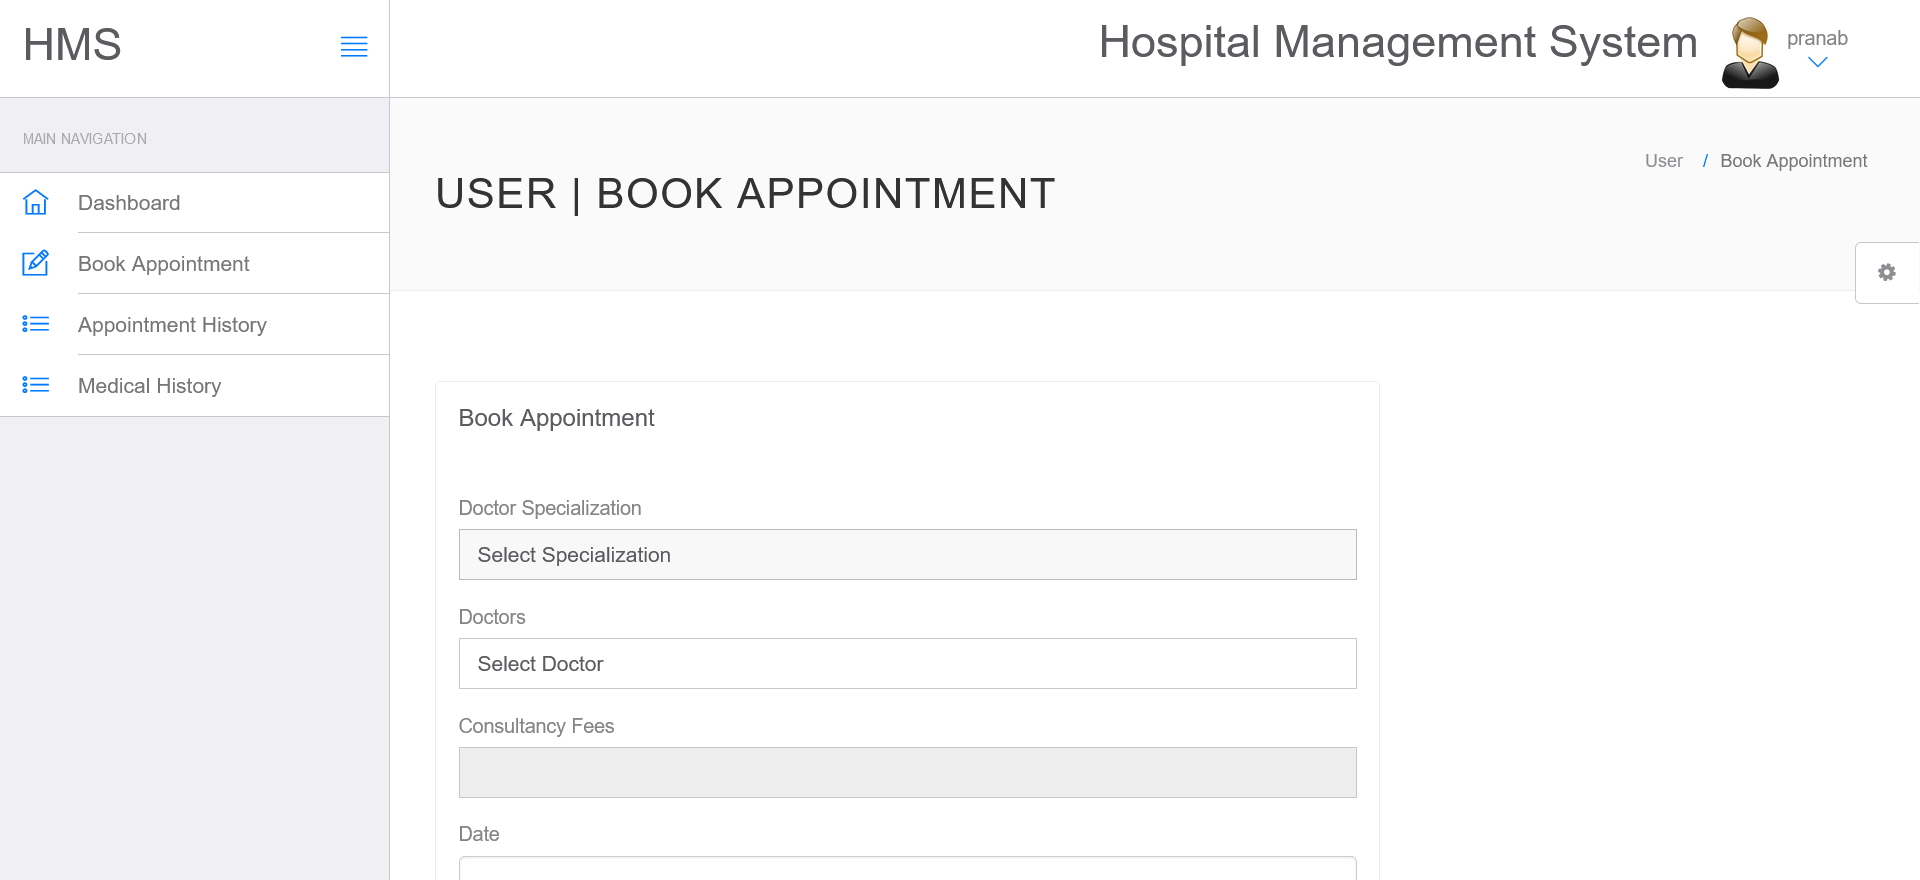 HMS
Hospital Management System
pranab
MAIN NAVIGATION
Dashboard
Book Appointment
Appointment History
Medical History
USER | BOOK APPOINTMENT
User / Book Appointment
Book Appointment
Doctor Specialization
Select Specialization
Doctors
Select Doctor
Consultancy Fees
Date